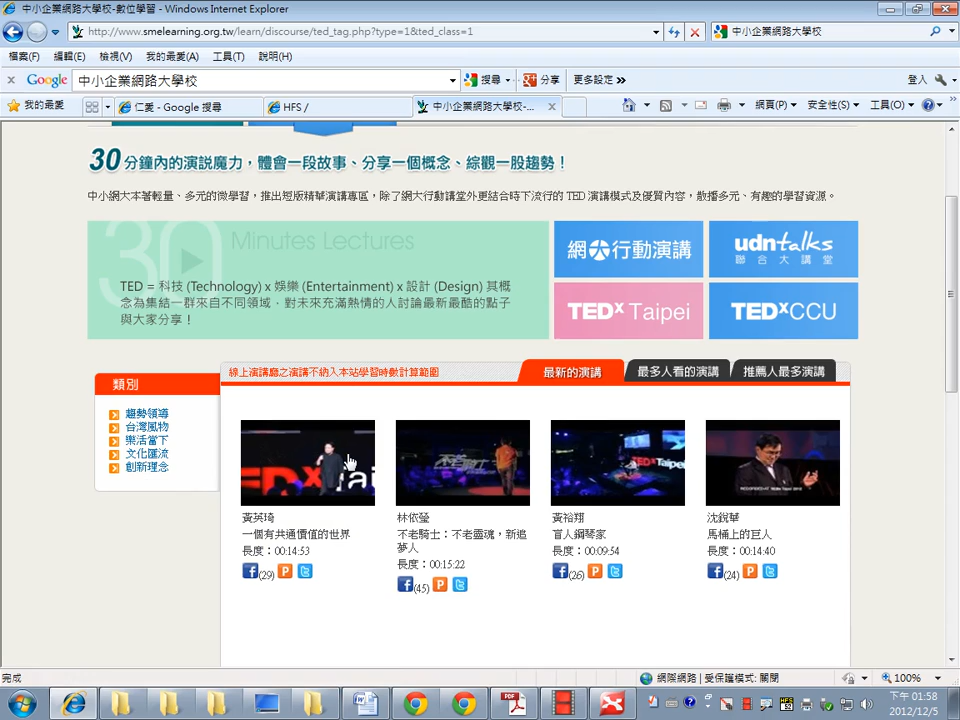 中小企業網路大學校-數位學習 - Windows Internet Explorer
http://www.smelearning.org.tw/learn/discourse/ted_tag.php?type=1&ted_class=1
中小企業網路大學校
檔案(F) 編輯(E) 檢視(V) 我的最愛(A) 工具(T) 說明(H)
Google 中小企業網路大學校 搜尋 分享 更多設定 » 登入
我的最愛 仁愛 - Google 搜尋 HFS / 中小企業網路大學校-... 網頁(P) 安全性(S) 工具(O)
30分鐘內的演說魔力，體會一段故事、分享一個概念、綜觀一股趨勢！
中小網大本著輕量、多元的微學習，推出短版精華演講專區，除了網大行動講堂外更結合時下流行的 TED 演講模式及優質內容，散播多元、有趣的學習資源。
30 Minutes Lectures
TED = 科技 (Technology) x 娛樂 (Entertainment) x 設計 (Design) 其概
念為集結一群來自不同領域，對未來充滿熱情的人討論最新最酷的點子
與大家分享！
網大行動演講
udntalks
聯合大講堂
TEDxTaipei
TEDxCCU
類別
趨勢領導
台灣風物
樂活當下
文化匯流
創新理念
線上演講廳之演講不納入本站學習時數計算範圍
最新的演講 最多人看的演講 推薦人最多演講
黃英琦
一個有共通價值的世界
長度：00:14:53
(29)
林依瑩
不老騎士：不老靈魂，新追
夢人
長度：00:15:22
(45)
黃裕翔
盲人鋼琴家
長度：00:09:54
(26)
沈銳華
馬桶上的巨人
長度：00:14:40
(24)
完成 網際網路 | 受保護模式: 關閉 100%
下午 01:58
2012/12/5